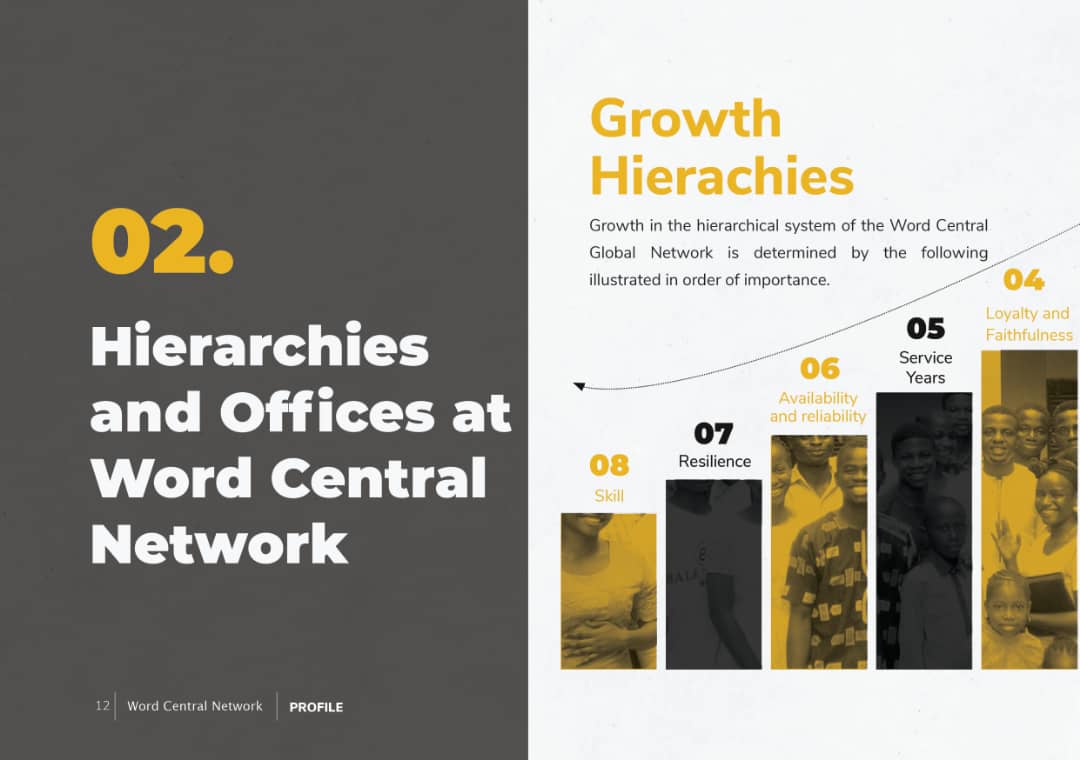 02.
Hierarchies
and Offices at
Word Central
Network
12 Word Central Network PROFILE
Growth
Hierachies
Growth in the hierarchical system of the Word Central
Global Network is determined by the following
illustrated in order of importance.
08
Skill
07
Resilience
06
Availability
and reliability
05
Service
Years
04
Loyalty and
Faithfulness